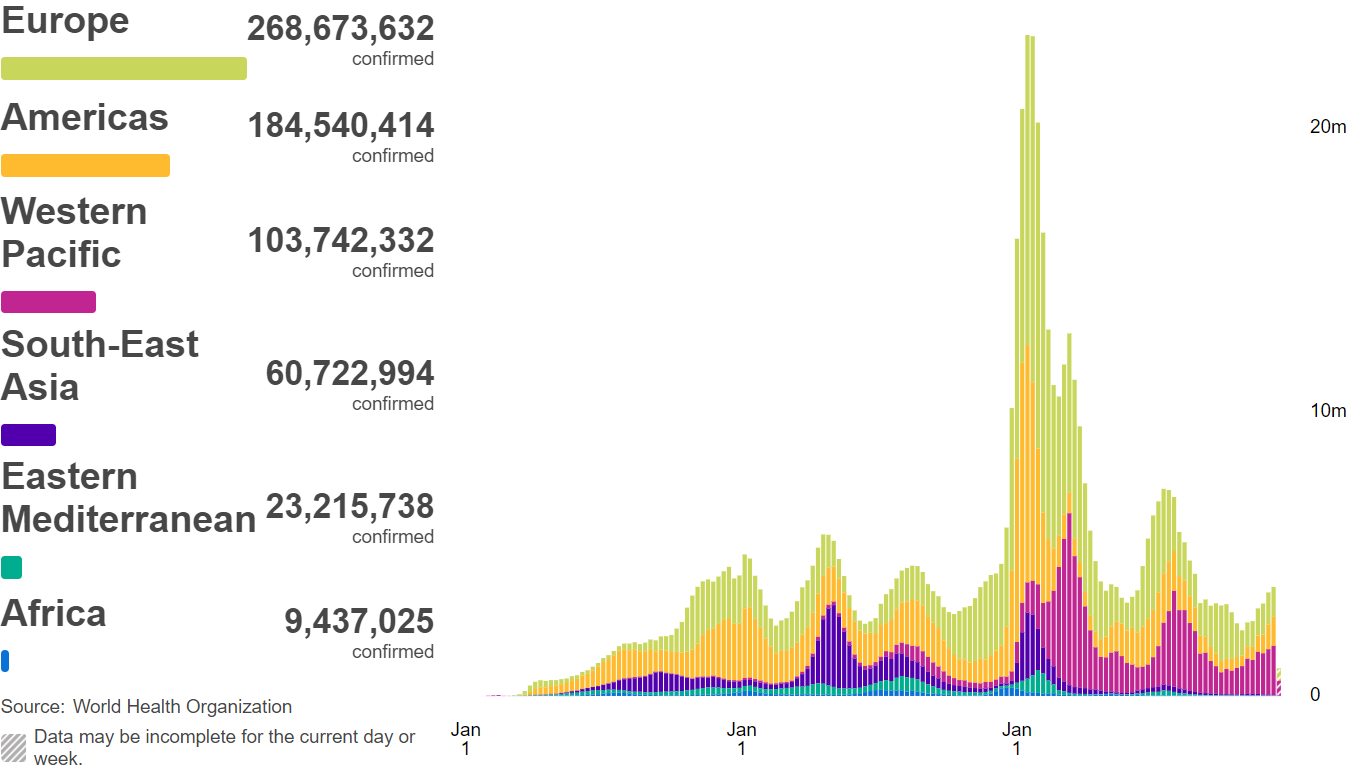 Europe
268,673,632
confirmed
Americas
184,540,414
confirmed
Western
Pacific
103,742,332
confirmed
South-East
Asia
60,722,994
confirmed
Eastern
Mediterranean
23,215,738
confirmed
Africa
9,437,025
confirmed
Source: World Health Organization
Data may be incomplete for the current day or
week.
20m
10m
0
Jan
1
Jan
1
Jan
1